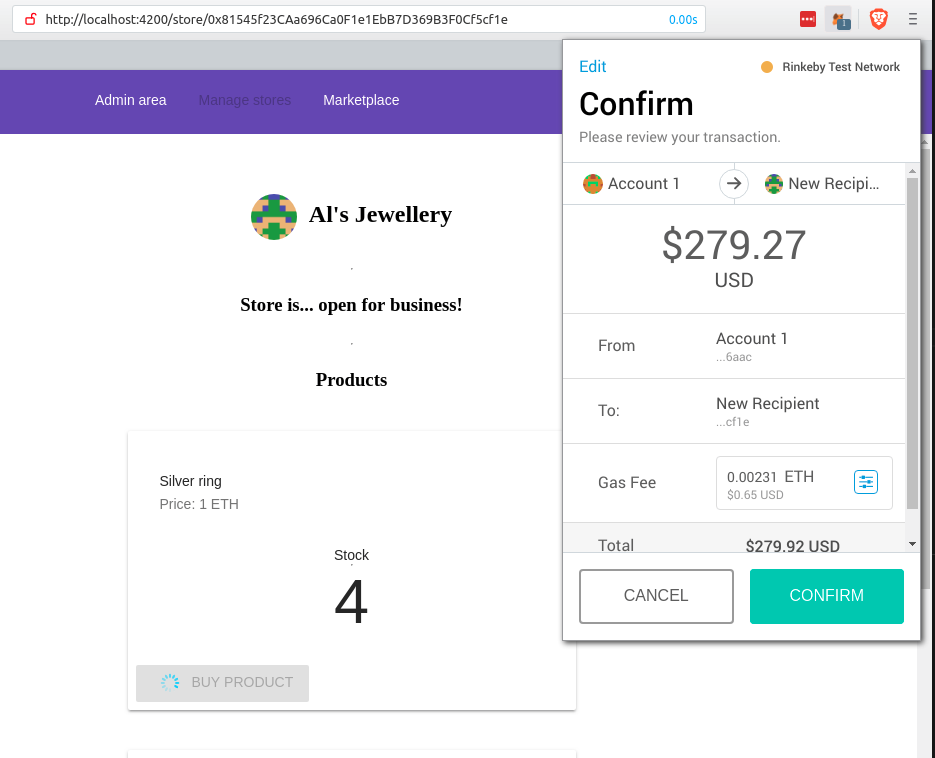 http://localhost:4200/store/0x81545f23CAa696Ca0F1e1EbB7D369B3F0Cf5cf1e
0.00s
1
Admin area
Manage stores
Marketplace
Al's Jewellery
.
Store is... open for business!
.
Products
Silver ring
Price: 1 ETH
Stock
.
4
BUY PRODUCT
Edit
Rinkeby Test Network
Confirm
Please review your transaction.
Account 1
New Recipi...
$279.27
USD
From
Account 1
...6aac
To:
New Recipient
...cf1e
Gas Fee
0.00231 ETH
$0.65 USD
Total
$279.92 USD
CANCEL
CONFIRM